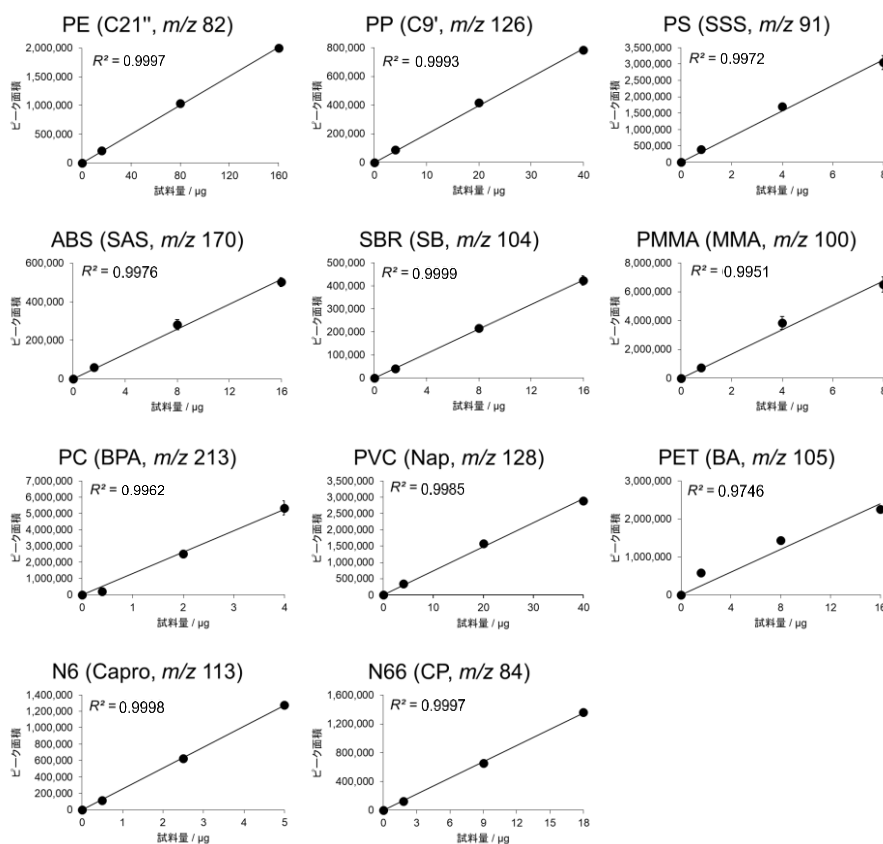 PE (C21", m/z 82)
R² = 0.9997
ピーク面積
2,000,000
1,500,000
1,000,000
500,000
0
0 40 80 120 160
試料量 / µg
PP (C9', m/z 126)
R² = 0.9993
ピーク面積
800,000
600,000
400,000
200,000
0
0 10 20 30 40
試料量 / µg
PS (SSS, m/z 91)
R² = 0.9972
ピーク面積
3,500,000
3,000,000
2,500,000
2,000,000
1,500,000
1,000,000
500,000
0
0 4 8
試料量 / µg
ABS (SAS, m/z 170)
R² = 0.9976
ピーク面積
600,000
400,000
200,000
0
0 4 8 12 16
試料量 / µg
SBR (SB, m/z 104)
R² = 0.9999
ピーク面積
500,000
400,000
300,000
200,000
100,000
0
0 4 8 12 16
試料量 / µg
PMMA (MMA, m/z 100)
R² = 0.9951
ピーク面積
8,000,000
6,000,000
4,000,000
2,000,000
0
0 4 8
試料量 / µg
PC (BPA, m/z 213)
R² = 0.9962
ピーク面積
7,000,000
6,000,000
5,000,000
4,000,000
3,000,000
2,000,000
1,000,000
0
0 1 2 3 4
試料量 / µg
PVC (Nap, m/z 128)
R² = 0.9985
ピーク面積
3,500,000
3,000,000
2,500,000
2,000,000
1,500,000
1,000,000
500,000
0
0 10 20 30 40
試料量 / µg
PET (BA, m/z 105)
R² = 0.9746
ピーク面積
3,000,000
2,000,000
1,000,000
0
0 4 8 12 16
試料量 / µg
N6 (Capro, m/z 113)
R² = 0.9998
ピーク面積
1,400,000
1,200,000
1,000,000
800,000
600,000
400,000
200,000
0
0 1 2 3 4 5
試料量 / µg
N66 (CP, m/z 84)
R² = 0.9997
ピーク面積
1,600,000
1,200,000
800,000
400,000
0
0 3 6 9 12 15 18
試料量 / µg